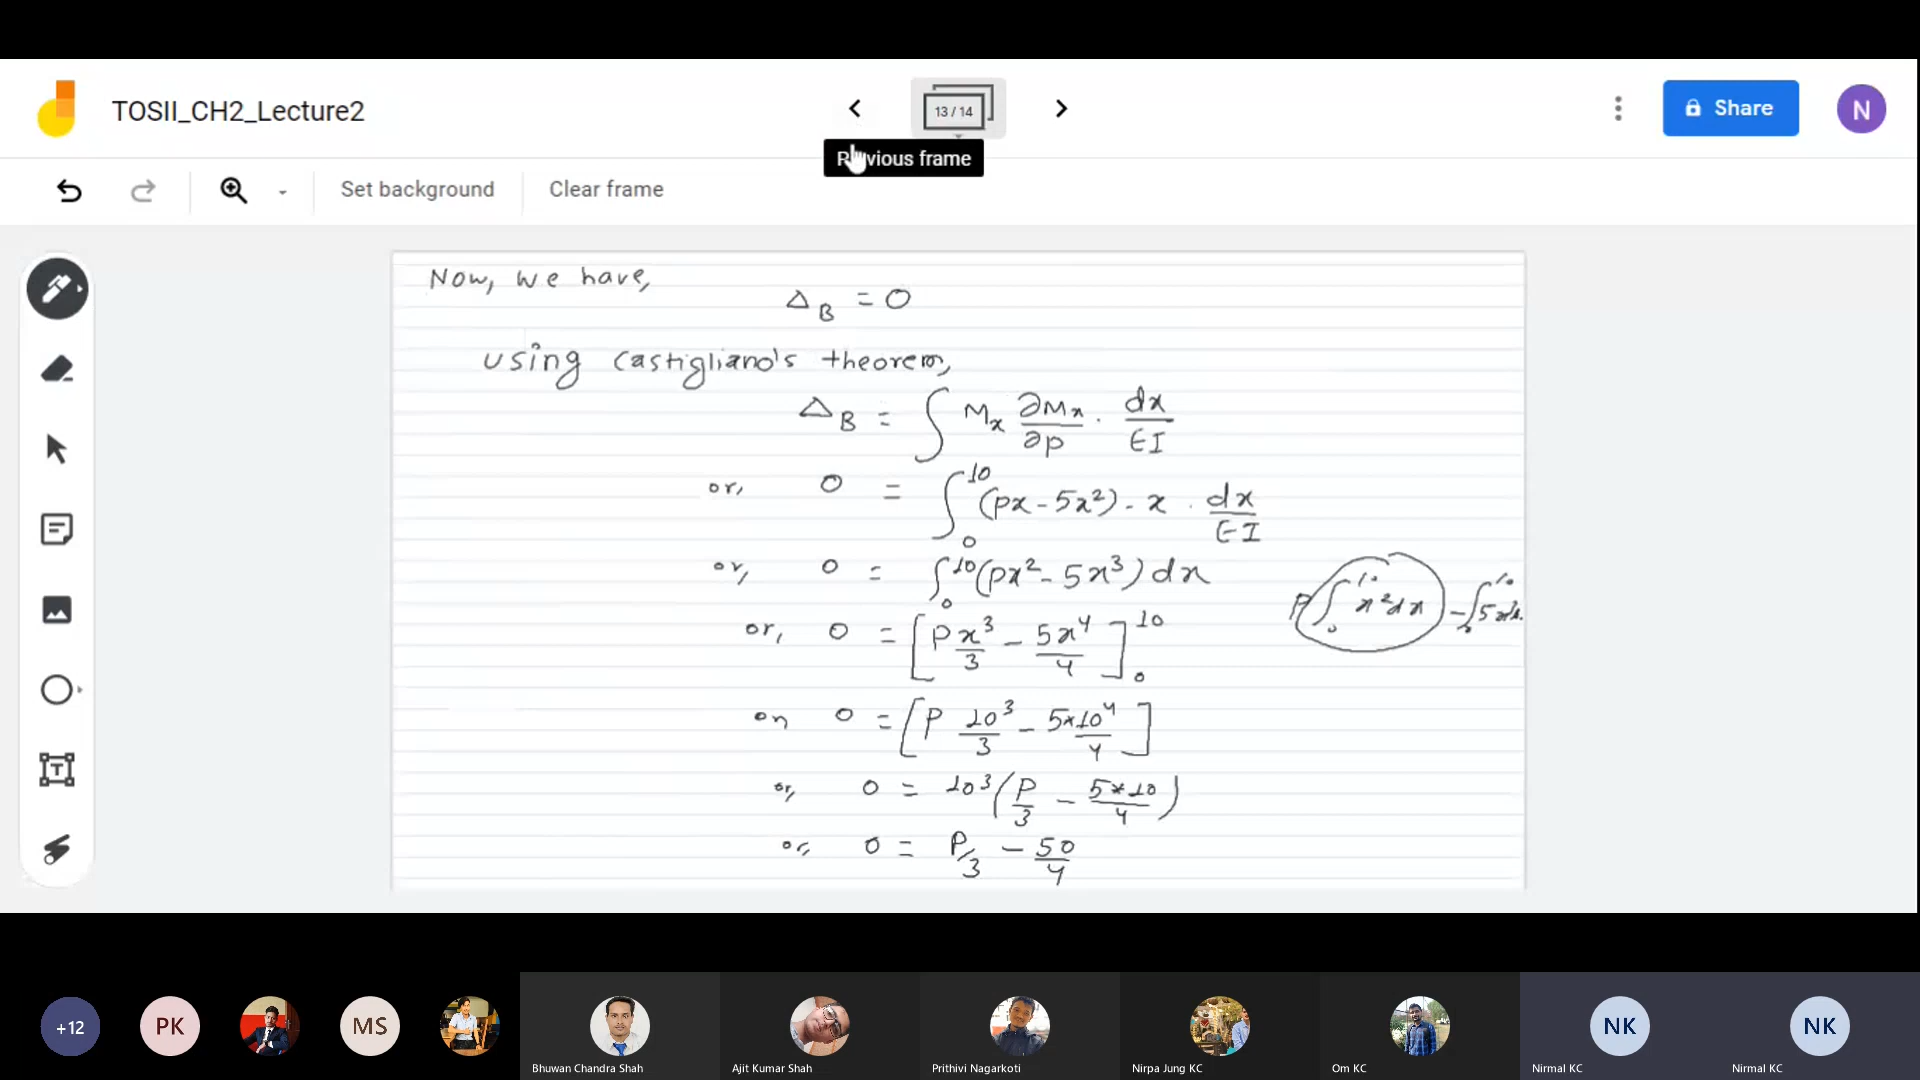 TOSII_CH2_Lecture2
13 / 14
Share
N
Previous frame
Set background
Clear frame
Now, we have,
Δ_B = 0
using Castigliano's theorem,
Δ_B = ∫ M_x ∂M_x/∂p · dx/EI
or, 0 = ∫_0^10 (px - 5x²) - x · dx/EI
or, 0 = ∫_0^10 (px² - 5x³) dx
P ∫_0^10 x² dx - ∫_0
or, 0 = [P x³/3 - 5x⁴/4]_0^10
or 0 = [P 10³/3 - 5*10⁴/4]
or, 0 = 10³ (P/3 - 5*10/4)
or, 0 = P/3 - 50/4
+12
PK
MS
Bhuwan Chandra Shah
Ajit Kumar Shah
Prithivi Nagarkoti
Nirpa Jung KC
Om KC
NK
Nirmal KC
NK
Nirmal KC